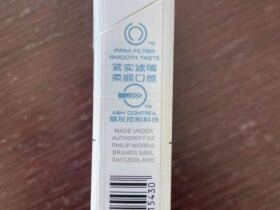 FIRM FILTER
SMOOTH TASTE
紧实滤嘴
柔顺口感
ASH CONTROL
烟灰控制科技
MADE UNDER
AUTHORITY OF
PHILIP MORRIS
BRANDS SARL
SWITZERLAND
15430